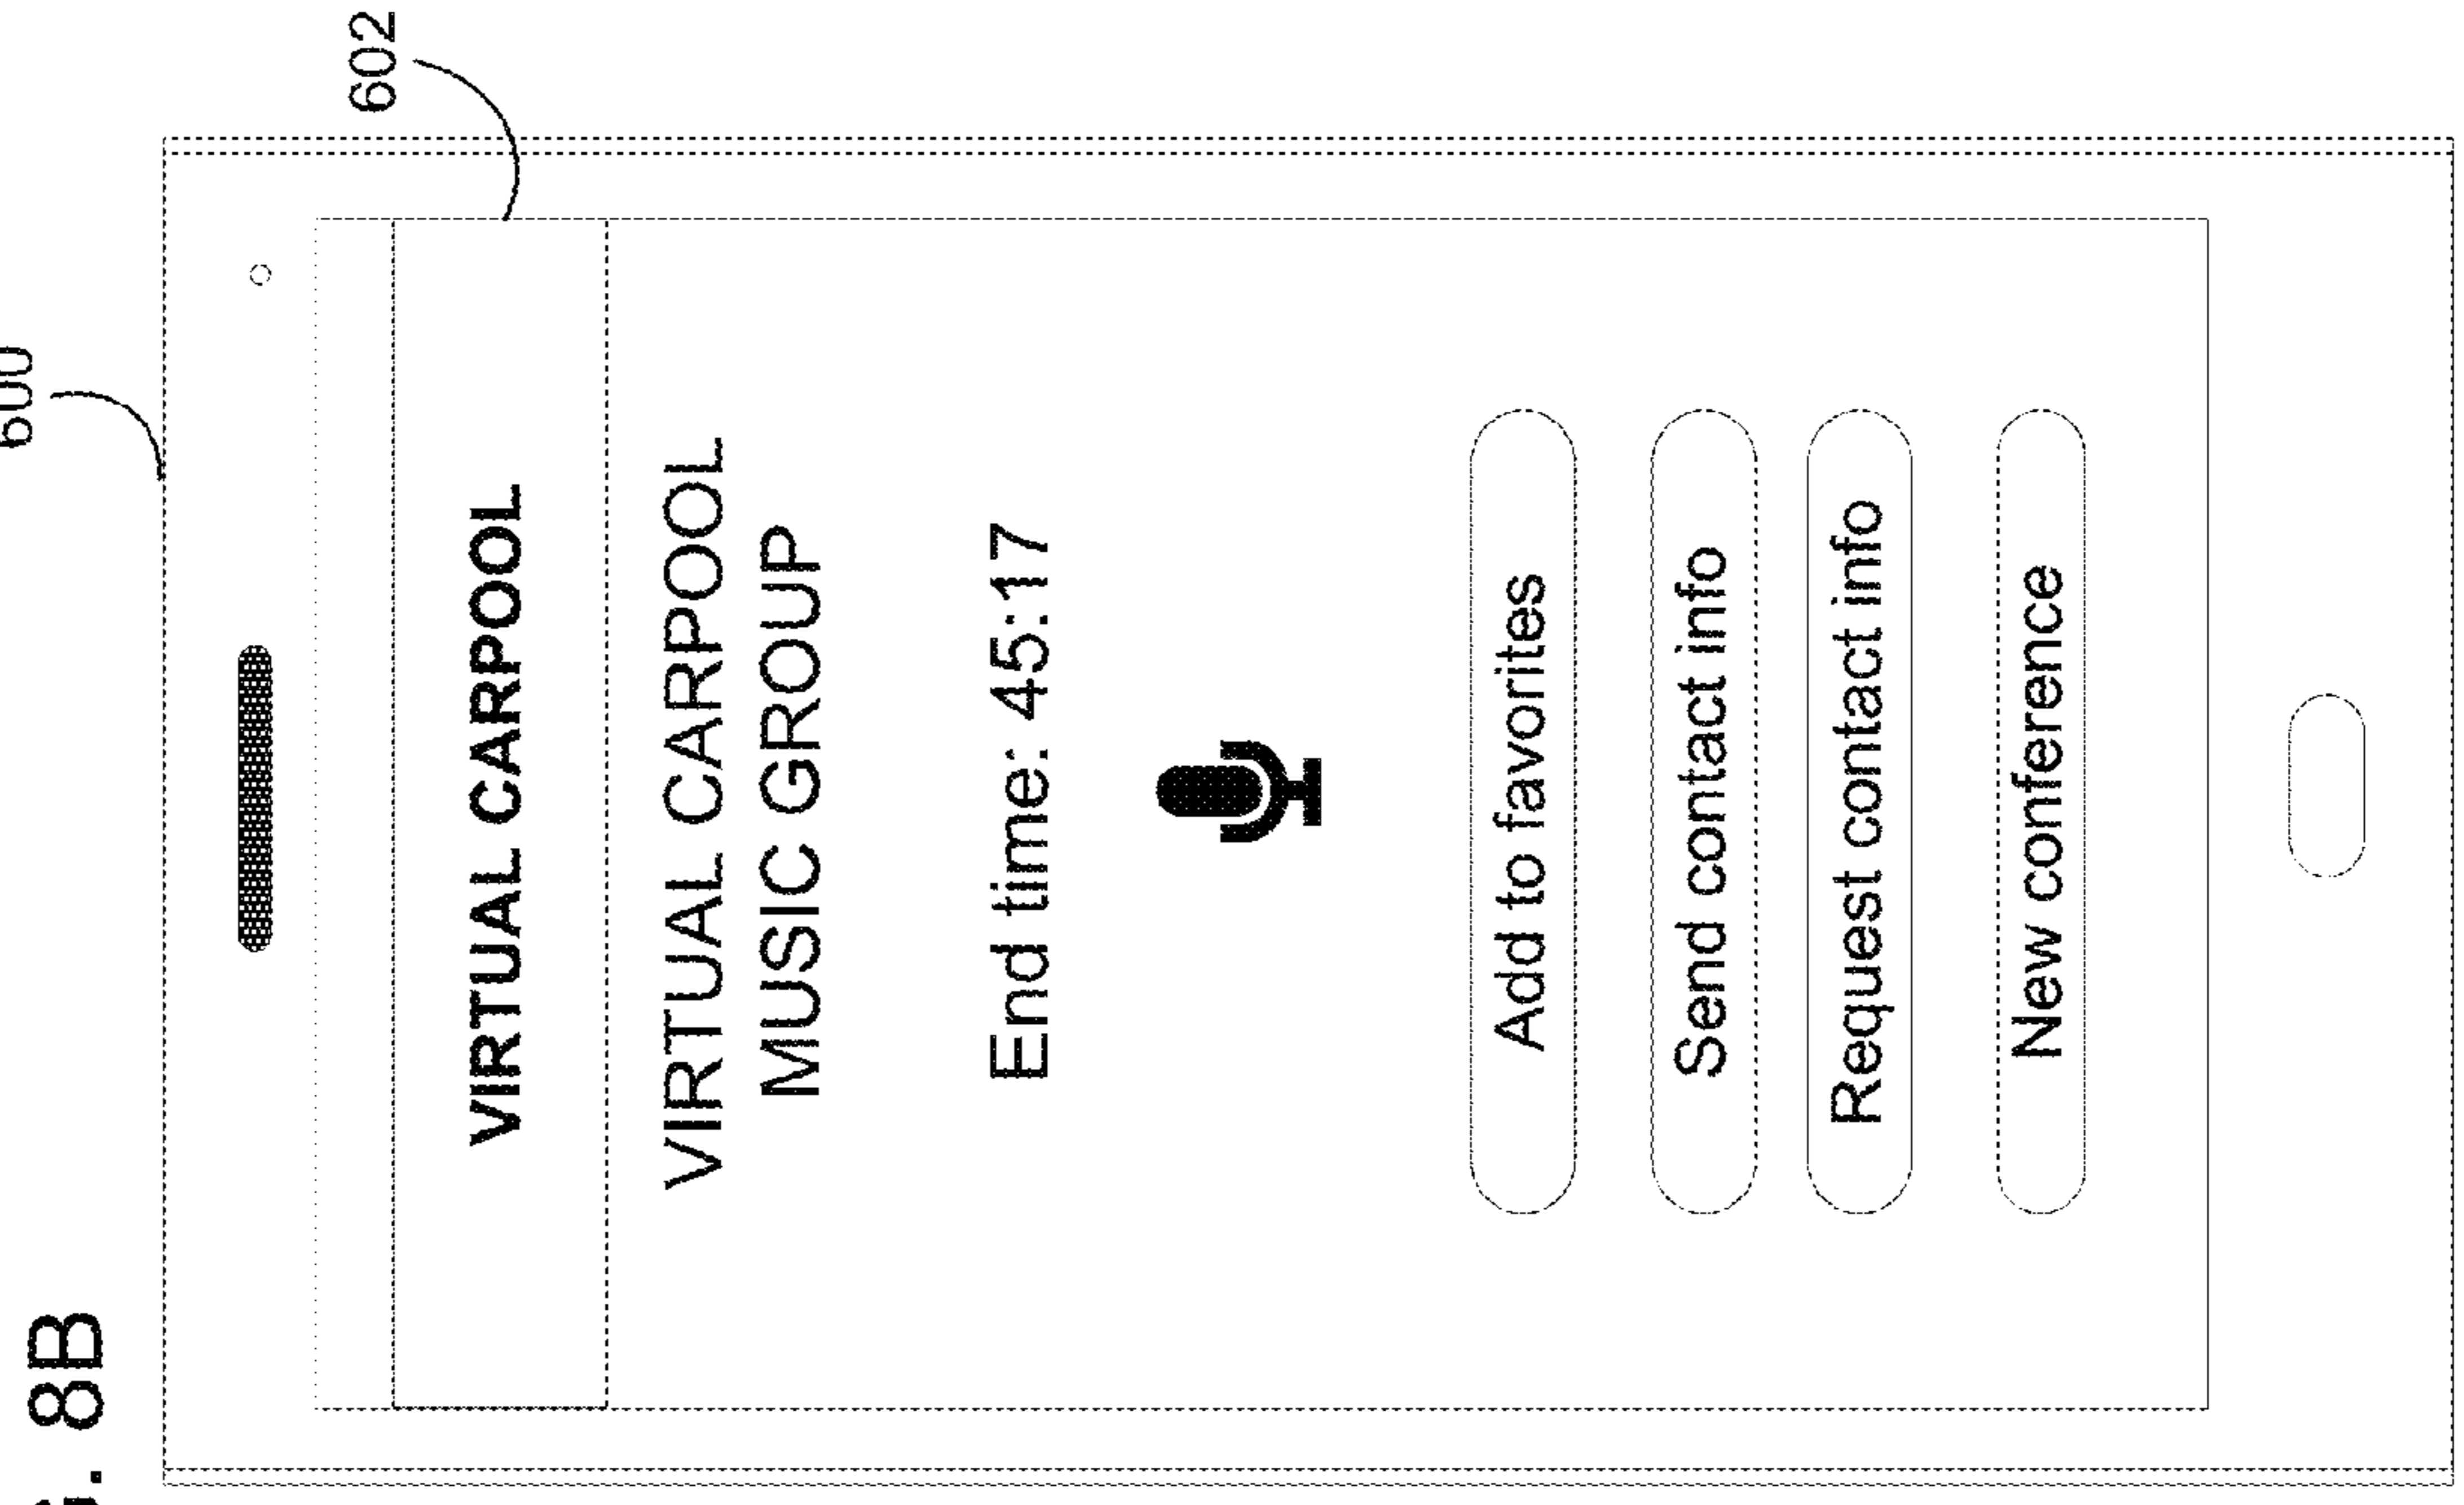 . 8B
600
602
VIRTUAL CARPOOL
VIRTUAL CARPOOL
MUSIC GROUP
End time: 45:17
Add to favorites
Send contact info
Request contact info
New conference